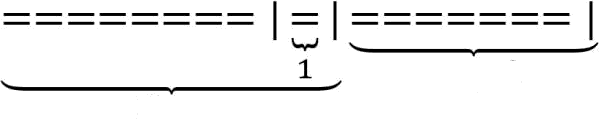 ======== | = | ======= |
1